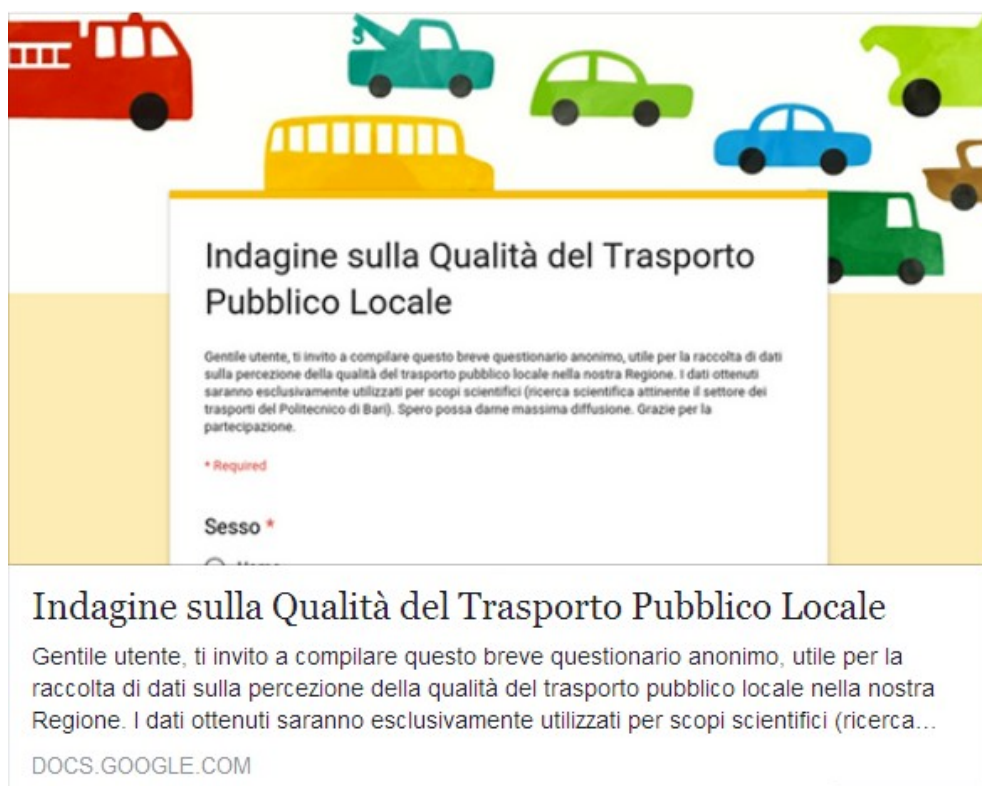 Indagine sulla Qualità del Trasporto
Pubblico Locale
Gentile utente, ti invito a compilare questo breve questionario anonimo, utile per la raccolta di dati
sulla percezione della qualità del trasporto pubblico locale nella nostra Regione. I dati ottenuti
saranno esclusivamente utilizzati per scopi scientifici (ricerca scientifica attinente il settore dei
trasporti del Politecnico di Bari). Spero possa darne massima diffusione. Grazie per la
partecipazione.
* Required
Sesso *
Indagine sulla Qualità del Trasporto Pubblico Locale
Gentile utente, ti invito a compilare questo breve questionario anonimo, utile per la
raccolta di dati sulla percezione della qualità del trasporto pubblico locale nella nostra
Regione. I dati ottenuti saranno esclusivamente utilizzati per scopi scientifici (ricerca...
DOCS.GOOGLE.COM